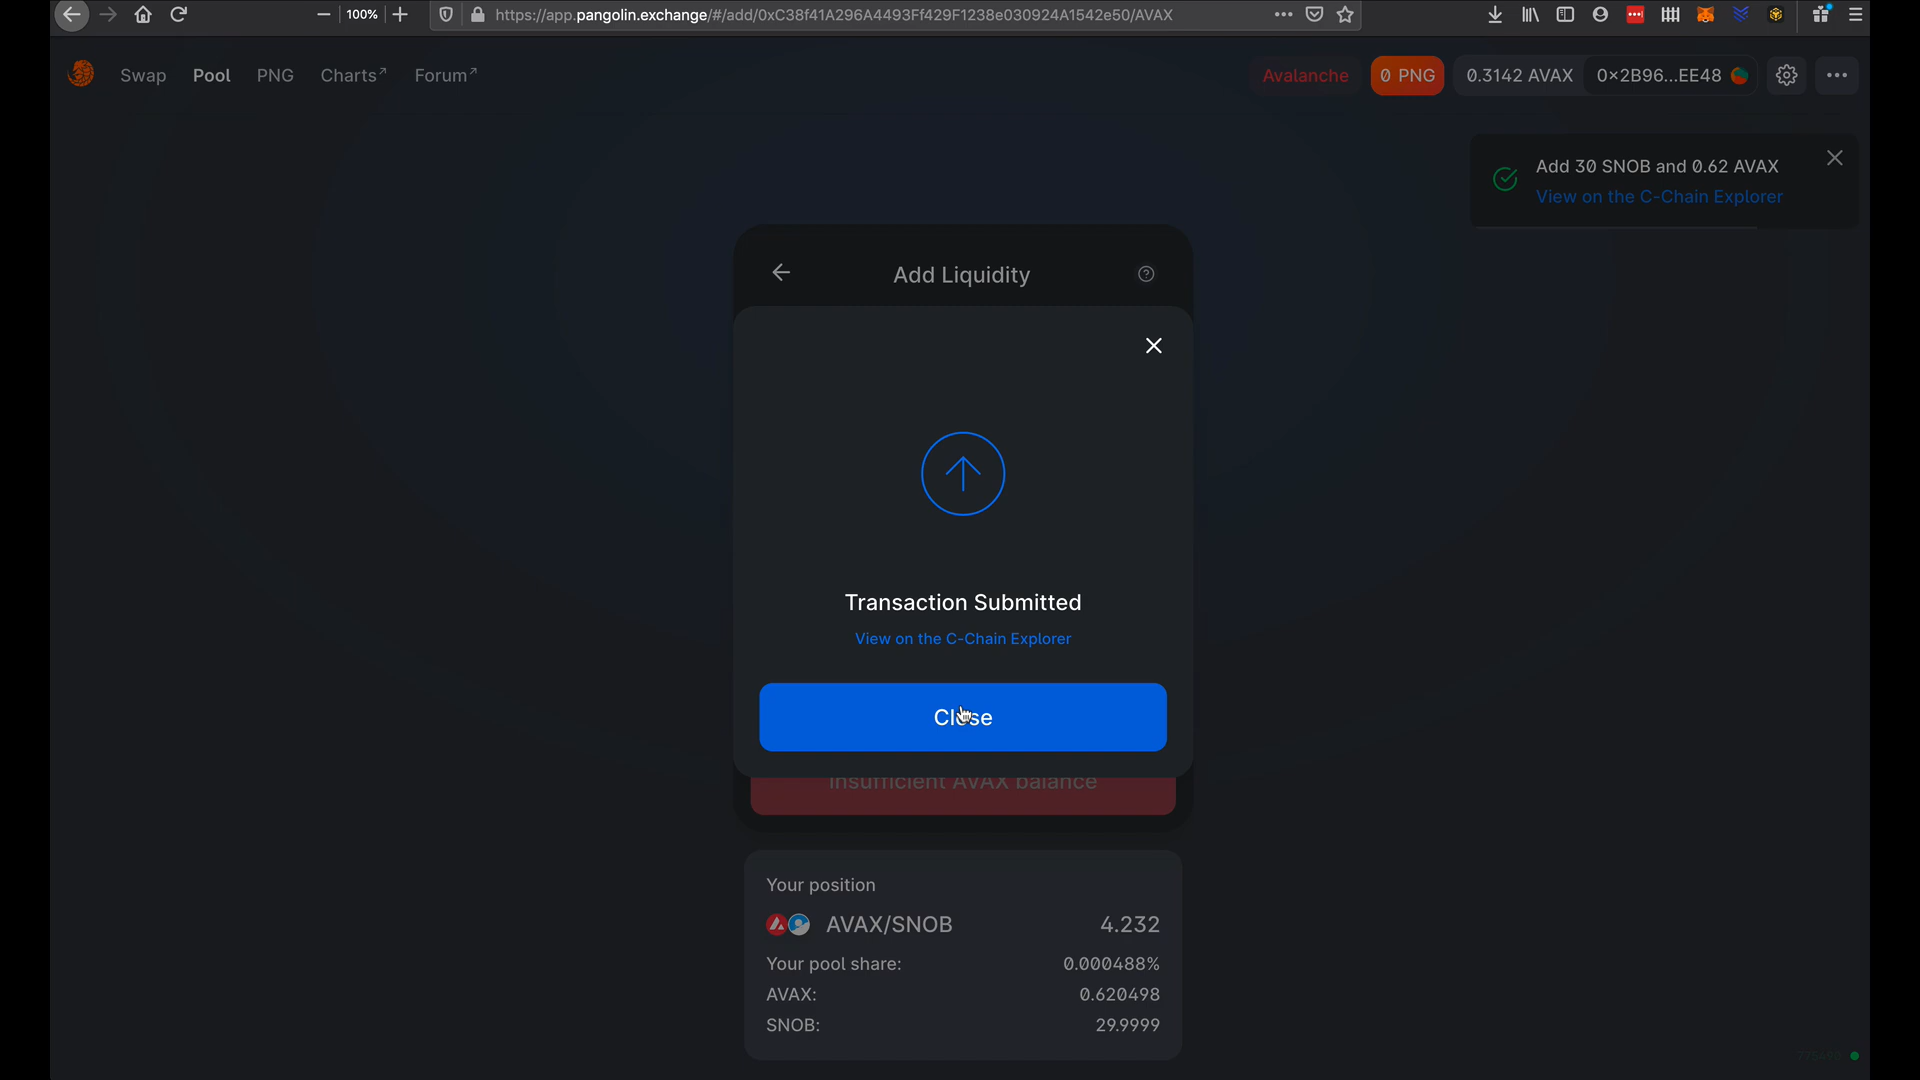 100%
https://app.pangolin.exchange/#/add/0xC38f41A296A4493Ff429F1238e030924A1542e50/AVAX
Swap
Pool
PNG
Charts↗
Forum↗
Avalanche
0 PNG
0.3142 AVAX
0×2B96...EE48
Add 30 SNOB and 0.62 AVAX
View on the C-Chain Explorer
Add Liquidity
Transaction Submitted
View on the C-Chain Explorer
Close
Insufficient AVAX balance
Your position
AVAX/SNOB
4.232
Your pool share:
0.000488%
AVAX:
0.620498
SNOB:
29.9999